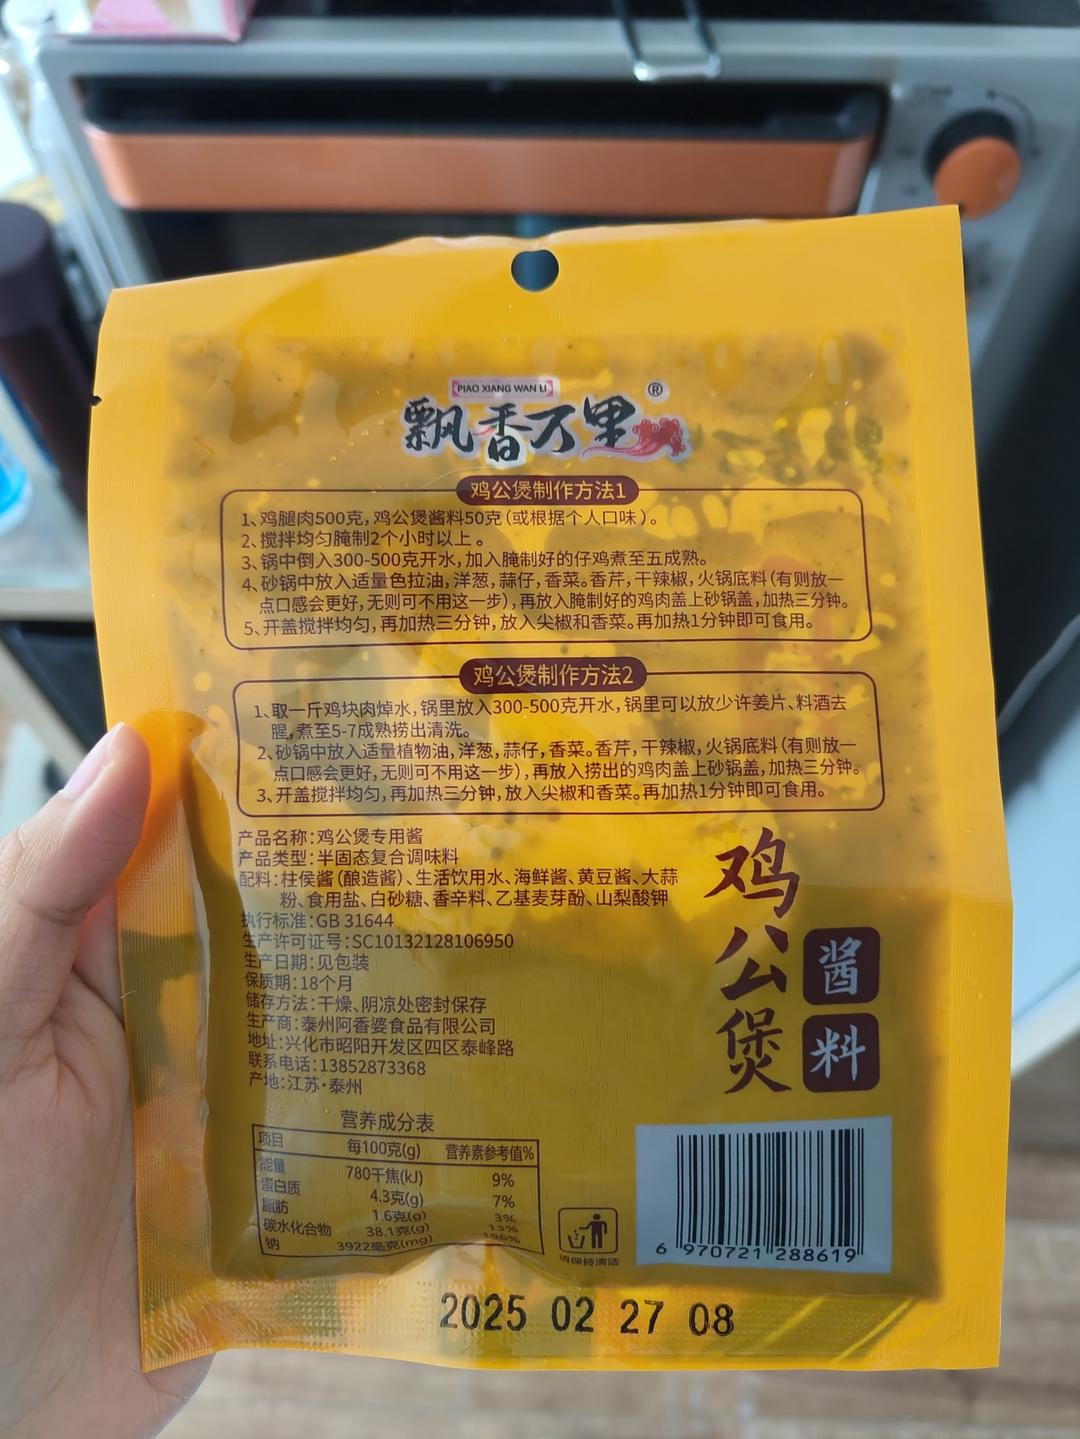 PIAO XIANG WAN LI
飘香万里®
鸡公煲制作方法1
1、鸡腿肉500克，鸡公煲酱料50克(或根据个人口味)。
2、搅拌均匀腌制2个小时以上。
3、锅中倒入300-500克开水，加入腌制好的仔鸡煮至五成熟。
4、砂锅中放入适量色拉油，洋葱，蒜仔，香菜。香芹，干辣椒，火锅底料(有则放一
点口感会更好，无则可不用这一步)，再放入腌制好的鸡肉盖上砂锅盖，加热三分钟。
5、开盖搅拌均匀，再加热三分钟，放入尖椒和香菜。再加热1分钟即可食用。
鸡公煲制作方法2
1、取一斤鸡块肉焯水，锅里放入300-500克开水，锅里可以放少许姜片、料酒去
腥，煮至5-7成熟捞出清洗。
2、砂锅中放入适量植物油，洋葱，蒜仔，香菜。香芹，干辣椒，火锅底料(有则放一
点口感会更好，无则可不用这一步)，再放入捞出的鸡肉盖上砂锅盖，加热三分钟。
3、开盖搅拌均匀，再加热三分钟，放入尖椒和香菜。再加热1分钟即可食用。
产品名称：鸡公煲专用酱
产品类型：半固态复合调味料
配料：柱侯酱(酿造酱)、生活饮用水、海鲜酱、黄豆酱、大蒜
粉、食用盐、白砂糖、香辛料、乙基麦芽酚、山梨酸钾
执行标准：GB 31644
生产许可证号：SC10132128106950
生产日期：见包装
保质期：18个月
储存方法：干燥、阴凉处密封保存
生产商：泰州阿香婆食品有限公司
地址：兴化市昭阳开发区四区泰峰路
联系电话：13852873368
产地：江苏·泰州
鸡公煲
酱料
营养成分表
项目 每100克(g) 营养素参考值%
能量 780千焦(kJ) 9%
蛋白质 4.3克(g) 7%
脂肪 1.6克(g) 3%
碳水化合物 38.1克(g) 13%
钠 3922毫克(mg) 196%
请保持清洁
6 970721 288619
2025 02 27 08